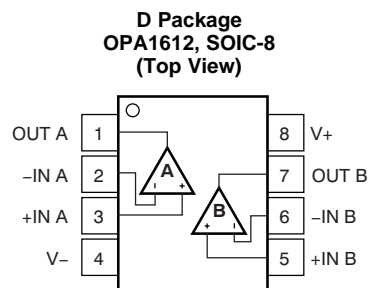 D Package
OPA1612, SOIC-8
(Top View)
OUT A 1 8 V+
–IN A 2 A 7 OUT B
+IN A 3 B 6 –IN B
V– 4 5 +IN B
- + + -